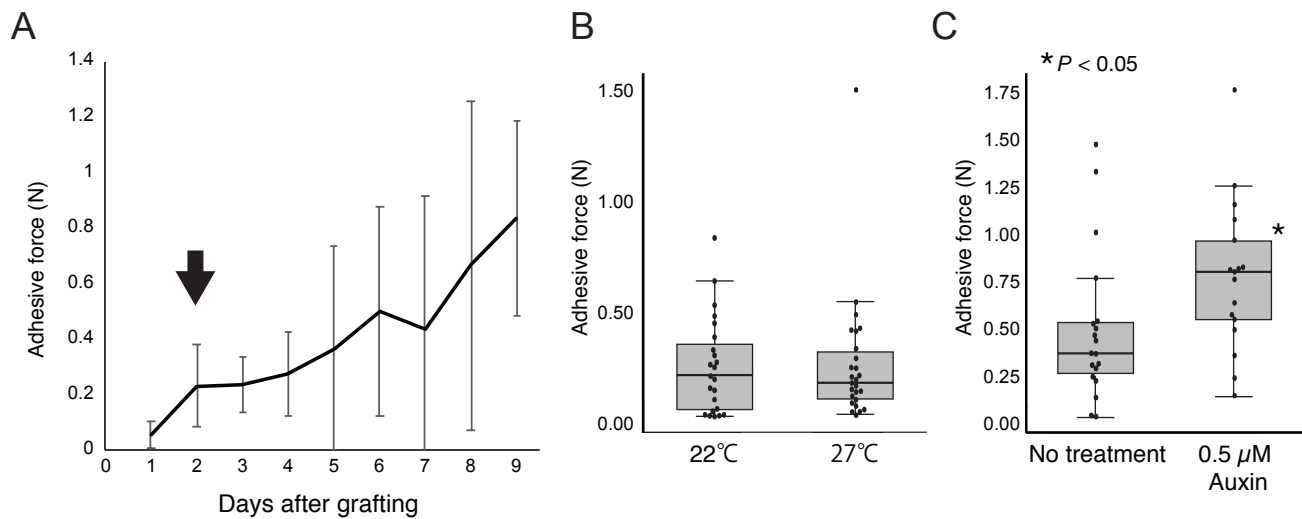 A
Adhesive force (N)
1.4
1.2
1
0.8
0.6
0.4
0.2
0
0 1 2 3 4 5 6 7 8 9
Days after grafting
B
Adhesive force (N)
1.50
1.00
0.50
0.00
22℃ 27℃
C
* P < 0.05
Adhesive force (N)
1.75
1.50
1.25
1.00
0.75
0.50
0.25
0.00
*
No treatment
0.5 µM
Auxin